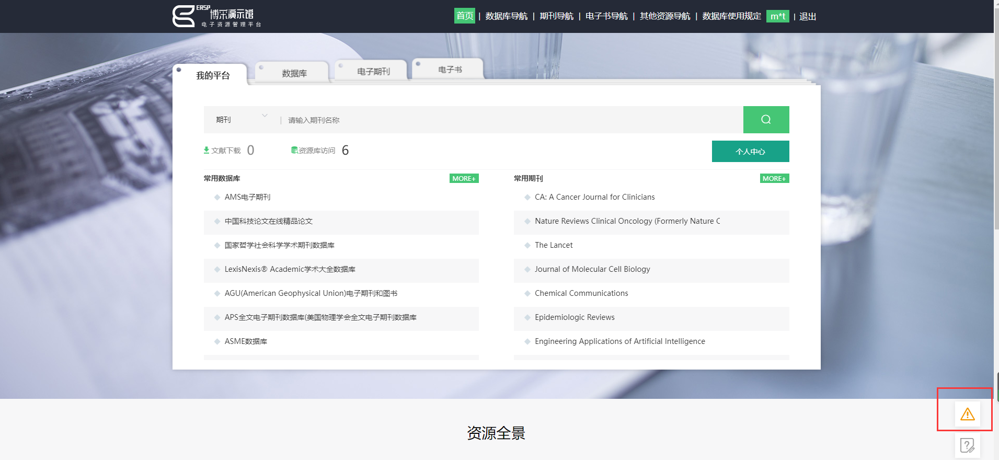 ERSP 博采演示馆
电子资源管理平台
首页 | 数据库导航 | 期刊导航 | 电子书导航 | 其他资源导航 | 数据库使用规定 m*t | 退出
我的平台 数据库 电子期刊 电子书
期刊 | 请输入期刊名称
文献下载 0 资源库访问 6 个人中心
常用数据库 MORE+
AMS电子期刊
中国科技论文在线精品论文
国家哲学社会科学学术期刊数据库
LexisNexis® Academic学术大全数据库
AGU(American Geophysical Union)电子期刊和图书
APS全文电子期刊数据库(美国物理学会全文电子期刊数据库
ASME数据库
常用期刊 MORE+
CA: A Cancer Journal for Clinicians
Nature Reviews Clinical Oncology (Formerly Nature C
The Lancet
Journal of Molecular Cell Biology
Chemical Communications
Epidemiologic Reviews
Engineering Applications of Artificial Intelligence
资源全景